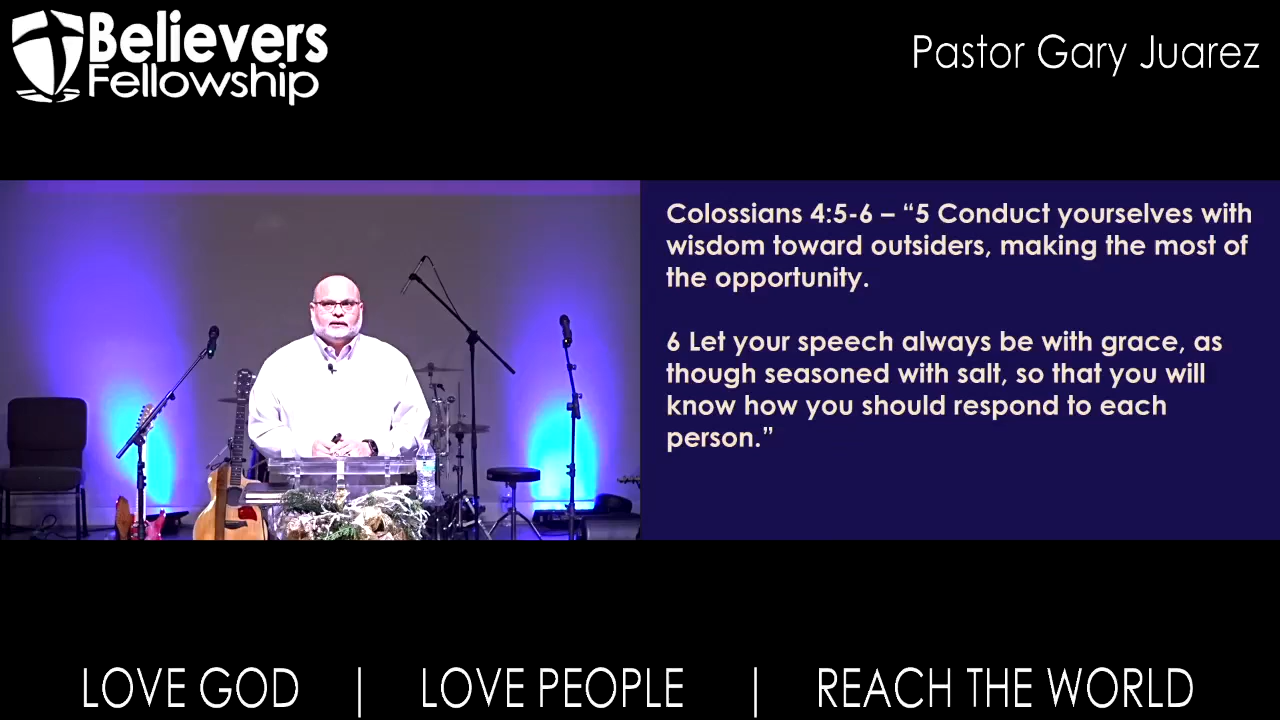 Believers
Fellowship
Pastor Gary Juarez
Colossians 4:5-6 – “5 Conduct yourselves with
wisdom toward outsiders, making the most of
the opportunity.
6 Let your speech always be with grace, as
though seasoned with salt, so that you will
know how you should respond to each
person.”
LOVE GOD | LOVE PEOPLE | REACH THE WORLD